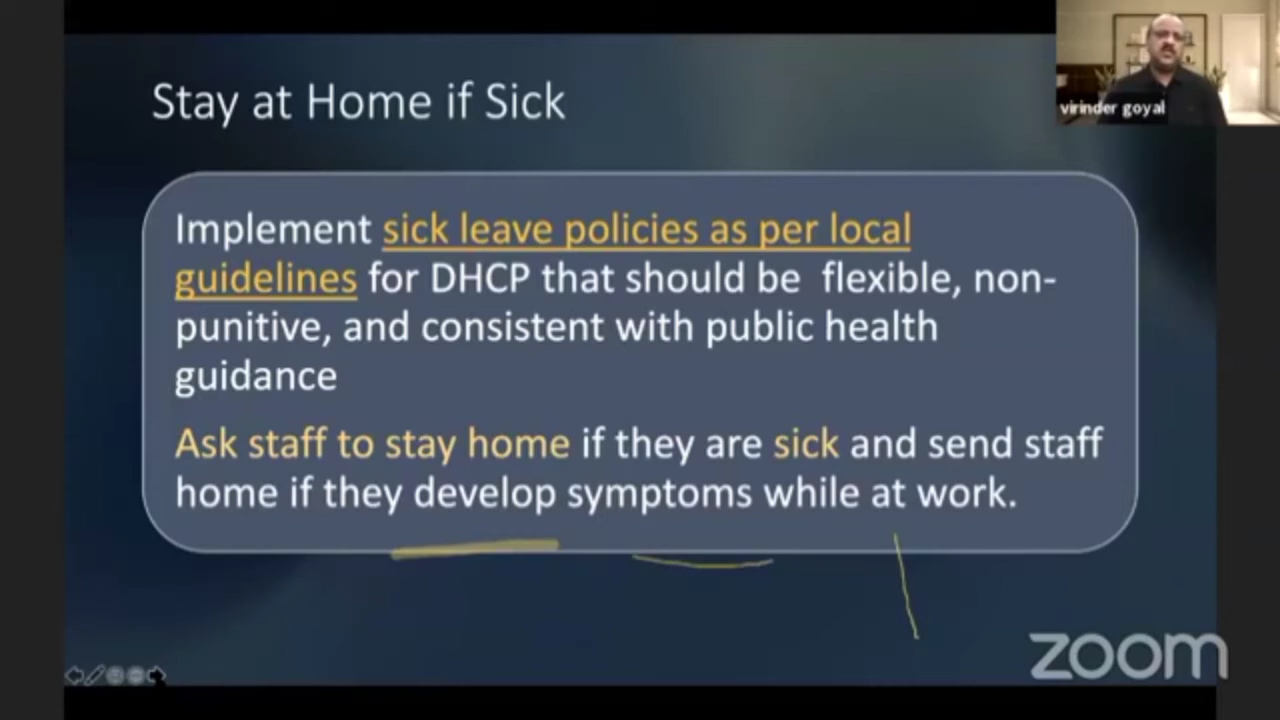 Stay at Home if Sick
virinder goyal
Implement sick leave policies as per local
guidelines for DHCP that should be flexible, non-
punitive, and consistent with public health
guidance
Ask staff to stay home if they are sick and send staff
home if they develop symptoms while at work.
zoom